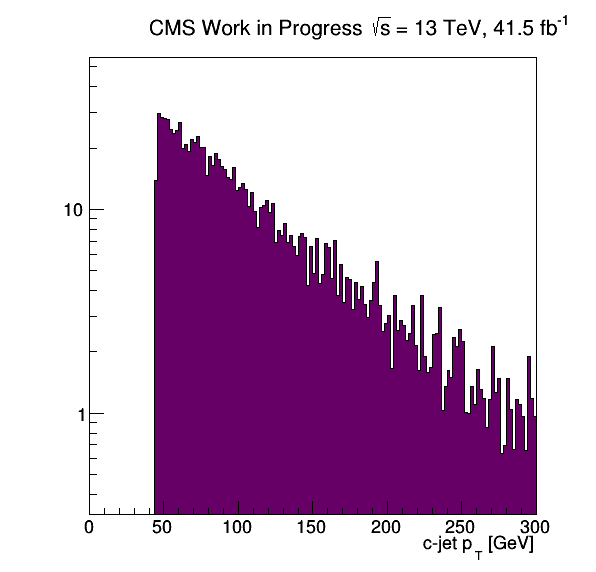 CMS Work in Progress √s = 13 TeV, 41.5 fb⁻¹
10
1
0 50 100 150 200 250 300
c-jet p_T [GeV]